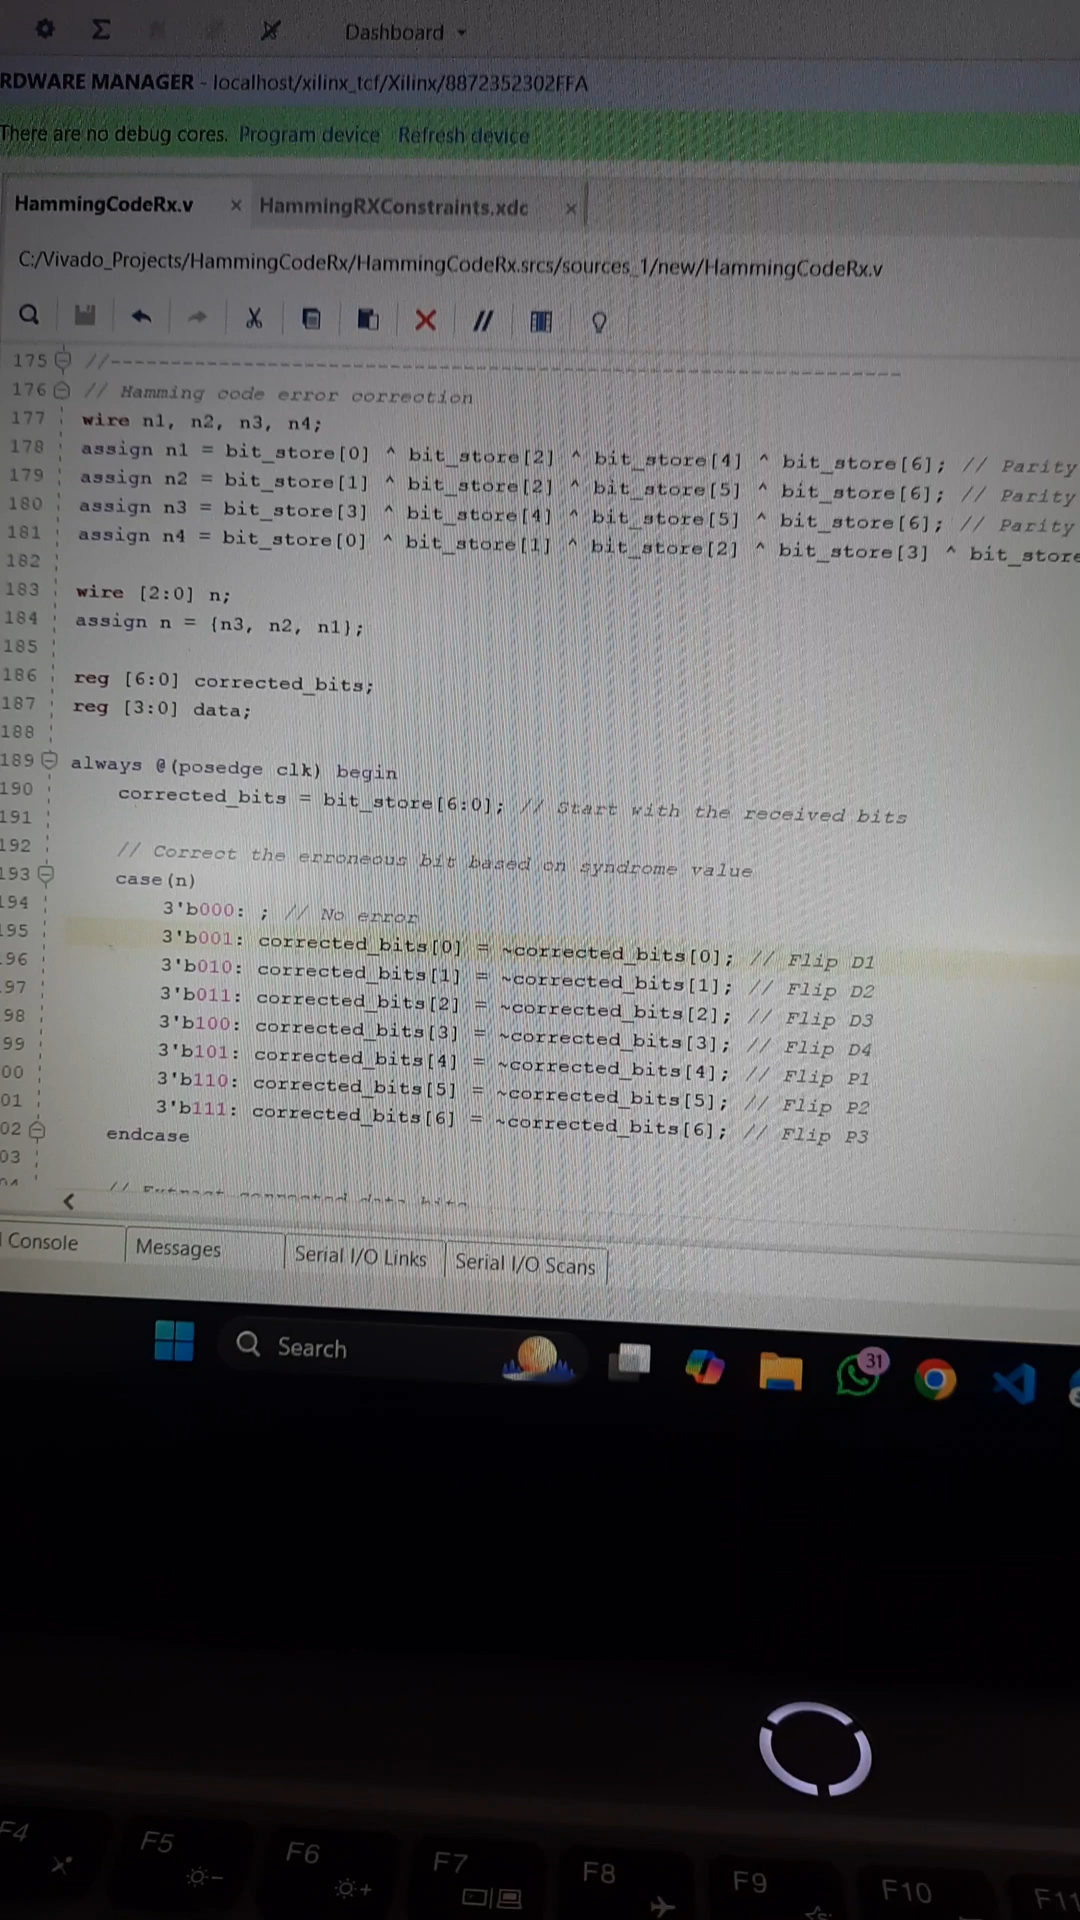 Dashboard
RDWARE MANAGER - localhost/xilinx_tcf/Xilinx/8872352302FFA
There are no debug cores. Program device Refresh device
HammingCodeRx.v × HammingRXConstraints.xdc ×
C:/Vivado_Projects/HammingCodeRx/HammingCodeRx.srcs/sources_1/new/HammingCodeRx.v
175 //-----------------------------------------------------------------
176 // Hamming code error correction
177 wire n1, n2, n3, n4;
178 assign n1 = bit_store[0] ^ bit_store[2] ^ bit_store[4] ^ bit_store[6]; // Parity
179 assign n2 = bit_store[1] ^ bit_store[2] ^ bit_store[5] ^ bit_store[6]; // Parity
180 assign n3 = bit_store[3] ^ bit_store[4] ^ bit_store[5] ^ bit_store[6]; // Parity
181 assign n4 = bit_store[0] ^ bit_store[1] ^ bit_store[2] ^ bit_store[3] ^ bit_store
182
183 wire [2:0] n;
184 assign n = {n3, n2, n1};
185
186 reg [6:0] corrected_bits;
187 reg [3:0] data;
188
189 always @(posedge clk) begin
190 corrected_bits = bit_store[6:0]; // Start with the received bits
191
192 // Correct the erroneous bit based on syndrome value
193 case(n)
194 3'b000: ; // No error
195 3'b001: corrected_bits[0] = ~corrected_bits[0]; // Flip D1
96 3'b010: corrected_bits[1] = ~corrected_bits[1]; // Flip D2
97 3'b011: corrected_bits[2] = ~corrected_bits[2]; // Flip D3
98 3'b100: corrected_bits[3] = ~corrected_bits[3]; // Flip D4
99 3'b101: corrected_bits[4] = ~corrected_bits[4]; // Flip P1
00 3'b110: corrected_bits[5] = ~corrected_bits[5]; // Flip P2
01 3'b111: corrected_bits[6] = ~corrected_bits[6]; // Flip P3
02 endcase
03
Console Messages Serial I/O Links Serial I/O Scans
Search
31
F4 F5 F6 F7 F8 F9 F10 F11